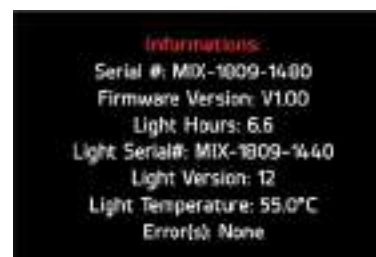 Informations:
Serial #: MIX-1809-1480
Firmware Version: V1.00
Light Hours: 6.6
Light Serial#: MIX-1809-1440
Light Version: 12
Light Temperature: 55.0°C
Error(s): None